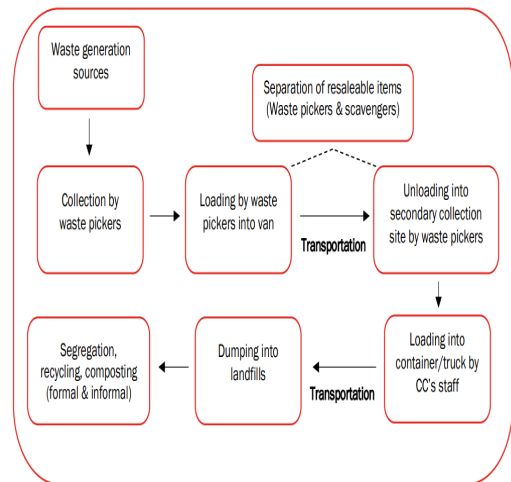 Waste generation
sources
Separation of resaleable items
(Waste pickers & scavengers)
Collection by
waste pickers
Loading by waste
pickers into van
Transportation
Unloading into
secondary collection
site by waste pickers
Loading into
container/truck by
CC's staff
Transportation
Dumping into
landfills
Segregation,
recycling, composting
(formal & informal)